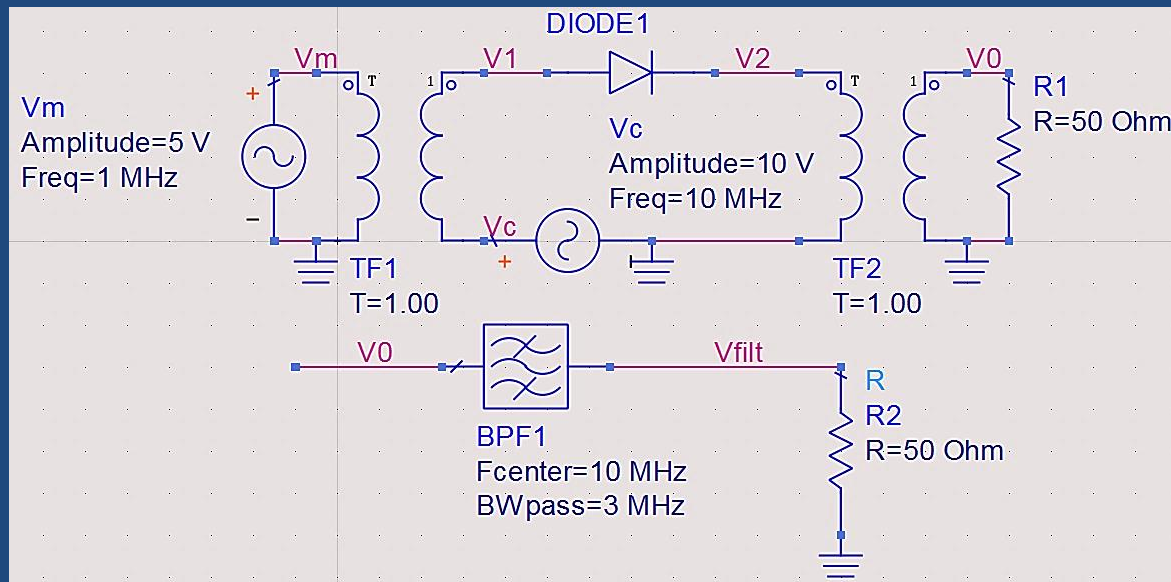 DIODE1
Vm
V1
V2
V0
T
1
T
1
+
Vm
Amplitude=5 V
Freq=1 MHz
−
R1
R=50 Ohm
Vc
Amplitude=10 V
Freq=10 MHz
Vc
+
TF1
T=1.00
TF2
T=1.00
V0
Vfilt
BPF1
Fcenter=10 MHz
BWpass=3 MHz
R
R2
R=50 Ohm